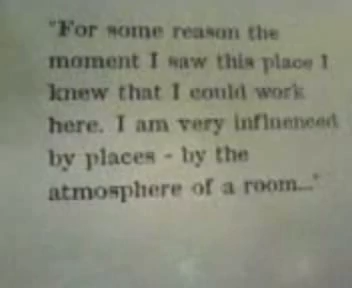 "For some reason the
moment I saw this place I
knew that I could work
here. I am very influenced
by places - by the
atmosphere of a room..."